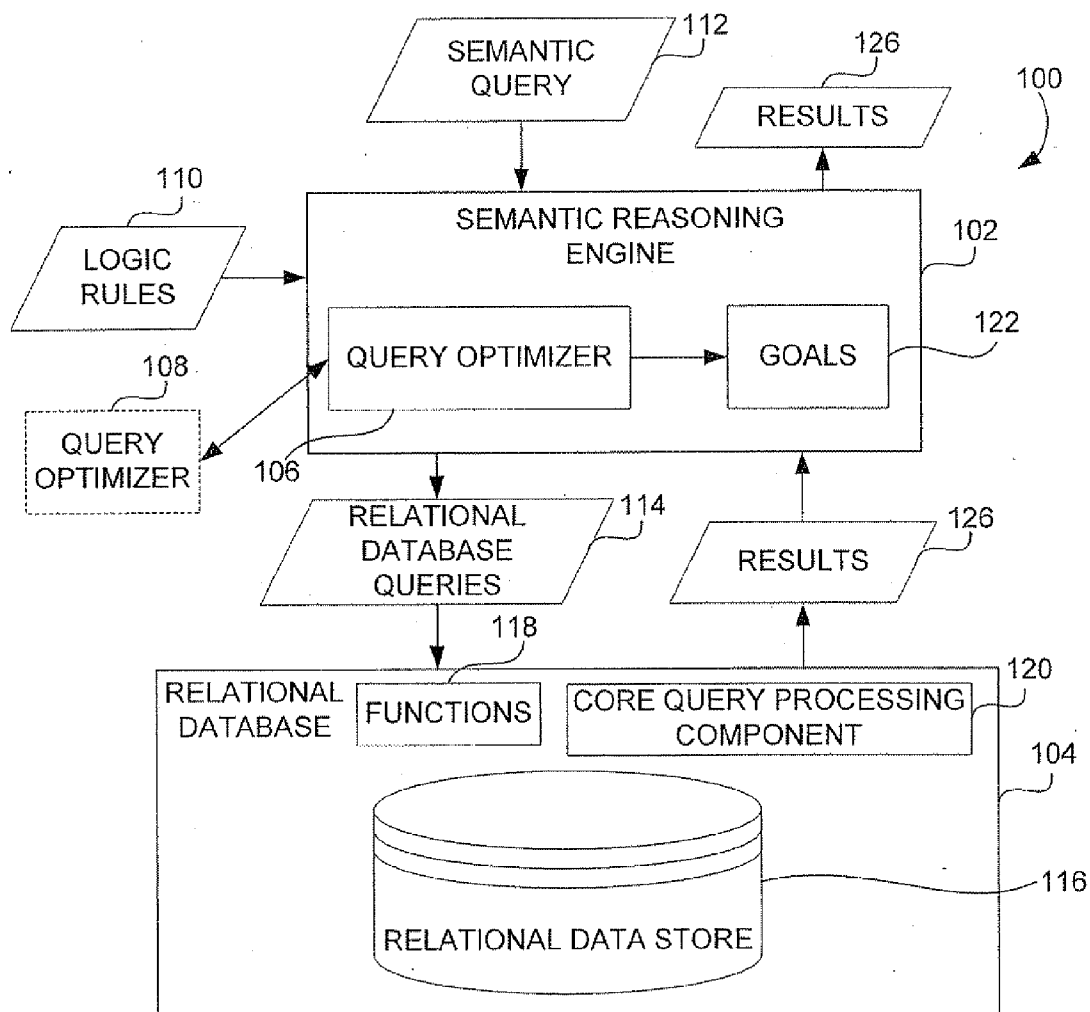 112
SEMANTIC
QUERY
126
RESULTS
100
110
LOGIC
RULES
SEMANTIC REASONING
ENGINE
102
QUERY OPTIMIZER
GOALS
122
108
QUERY
OPTIMIZER
106
RELATIONAL
DATABASE
QUERIES
114
126
RESULTS
118
RELATIONAL
DATABASE
FUNCTIONS
CORE QUERY PROCESSING
COMPONENT
120
104
116
RELATIONAL DATA STORE